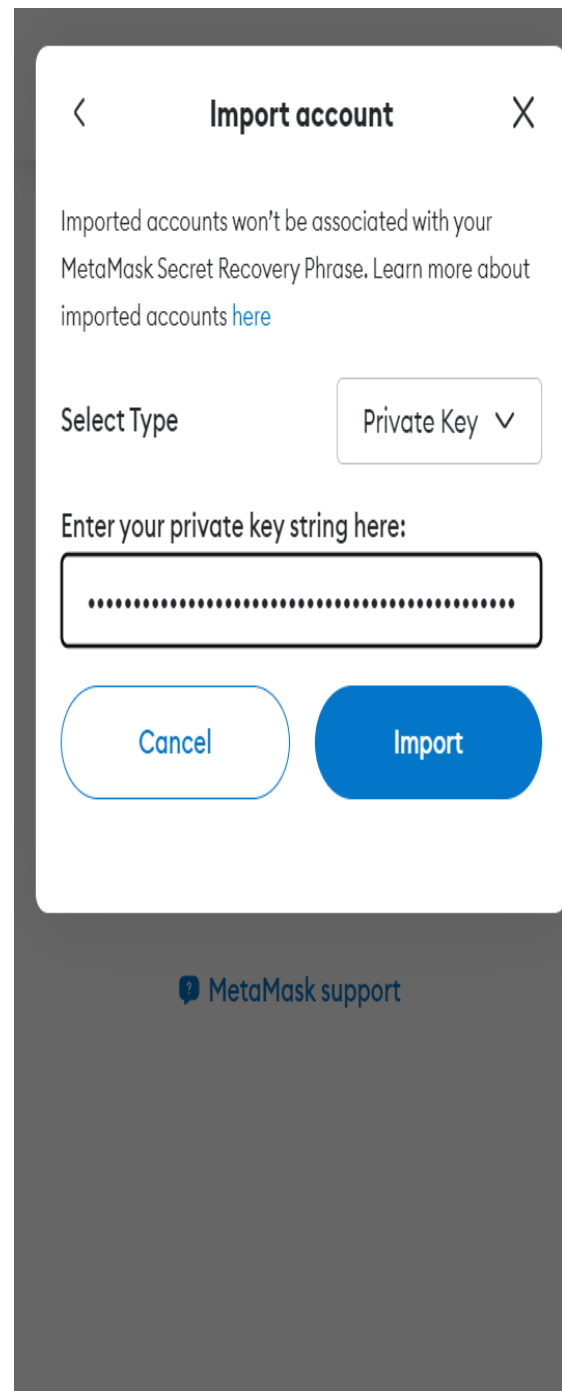 Import account
Imported accounts won't be associated with your
MetaMask Secret Recovery Phrase. Learn more about
imported accounts here
Select Type
Private Key
Enter your private key string here:
•••••••••••••••••••••••••••••••••••••••••••••••
Cancel
Import
MetaMask support